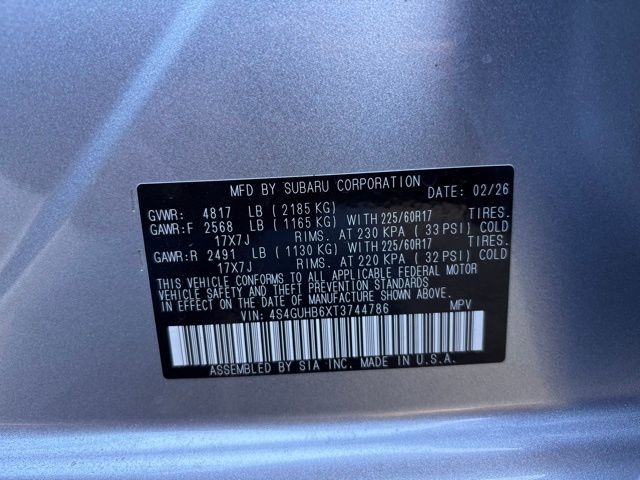 MFD BY SUBARU CORPORATION DATE: 02/26
GVWR: 4817 LB ( 2185 KG)
GAWR:F 2568 LB ( 1165 KG) WITH 225/60R17 TIRES.
17X7J RIMS. AT 230 KPA ( 33 PSI) COLD
GAWR:R 2491 LB ( 1130 KG) WITH 225/60R17 TIRES.
17X7J RIMS. AT 220 KPA ( 32 PSI) COLD
THIS VEHICLE CONFORMS TO ALL APPLICABLE FEDERAL MOTOR
VEHICLE SAFETY AND THEFT PREVENTION STANDARDS
IN EFFECT ON THE DATE OF MANUFACTURE SHOWN ABOVE.
VIN: 4S4GUHB6XT3744786 MPV
ASSEMBLED BY SIA INC. MADE IN U.S.A.